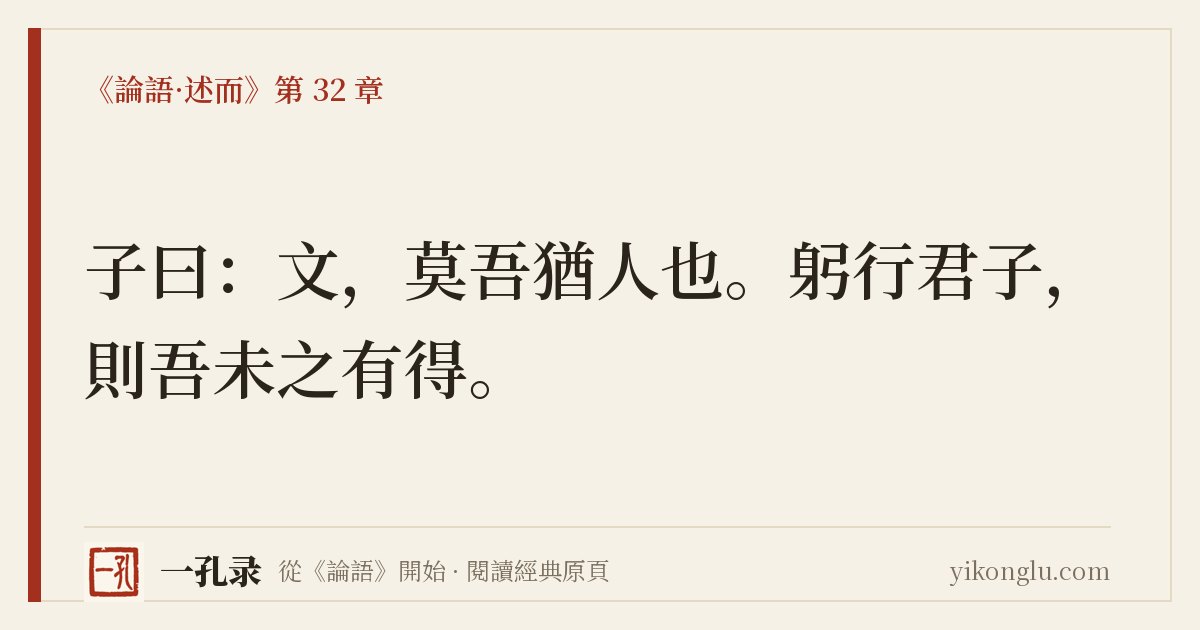 《論語·述而》第 32 章
子曰：文，莫吾猶人也。躬行君子，
則吾未之有得。
一孔
一孔录 從《論語》開始 · 閱讀經典原頁
yikonglu.com